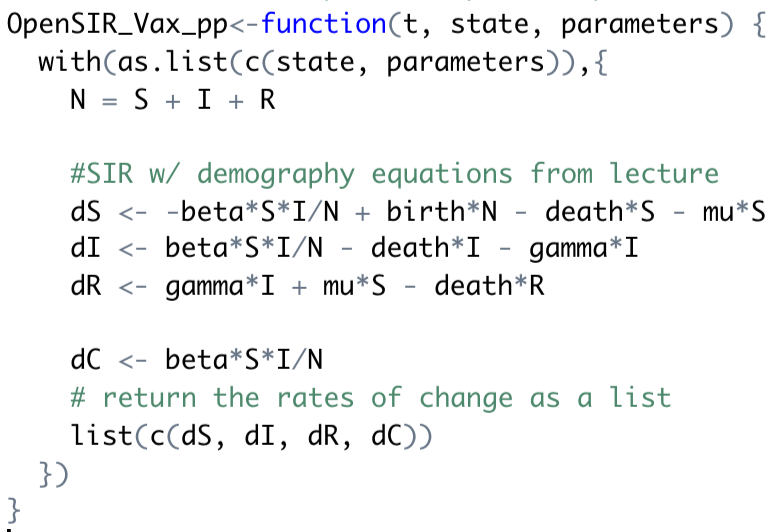 OpenSIR_Vax_pp<-function(t, state, parameters) {
  with(as.list(c(state, parameters)),{
    N = S + I + R

    #SIR w/ demography equations from lecture
    dS <- -beta*S*I/N + birth*N - death*S - mu*S
    dI <- beta*S*I/N - death*I - gamma*I
    dR <- gamma*I + mu*S - death*R

    dC <- beta*S*I/N
    # return the rates of change as a list
    list(c(dS, dI, dR, dC))
  })
}